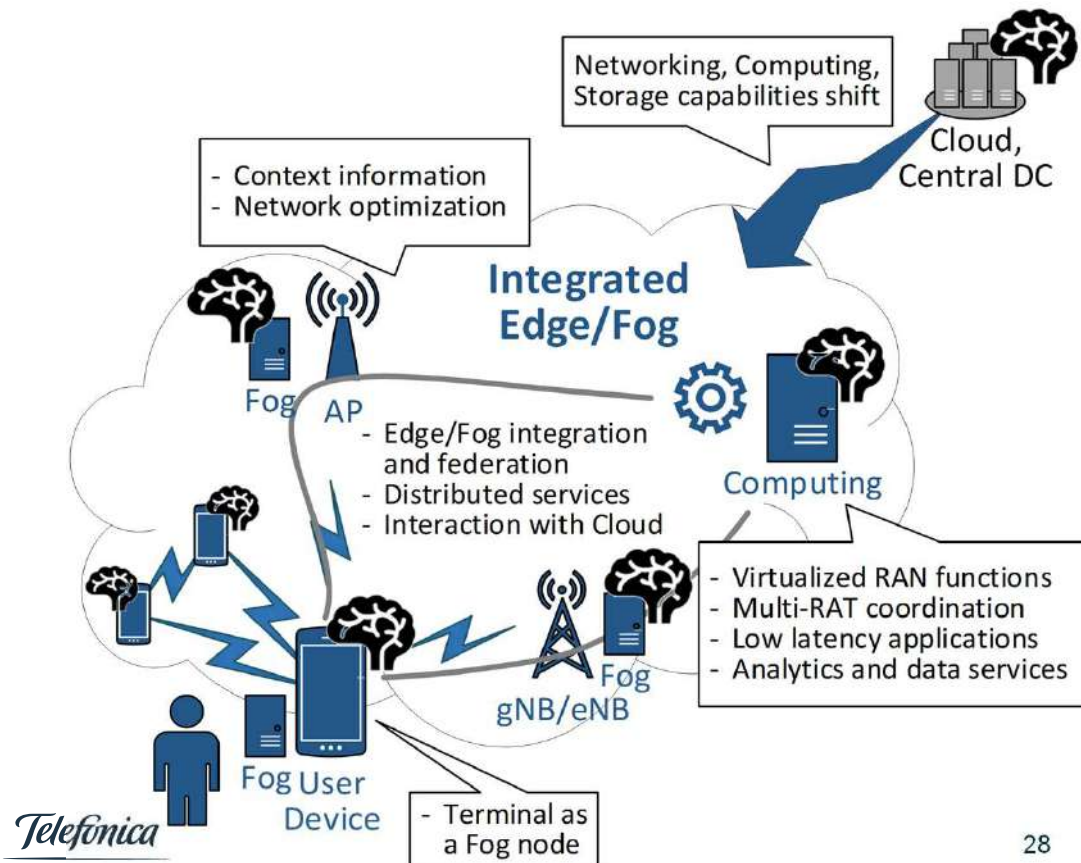 Networking, Computing,
Storage capabilities shift
Cloud,
Central DC
- Context information
- Network optimization
Integrated
Edge/Fog
Fog
AP
- Edge/Fog integration
and federation
- Distributed services
- Interaction with Cloud
Computing
- Virtualized RAN functions
- Multi-RAT coordination
- Low latency applications
- Analytics and data services
Fog
gNB/eNB
Fog
User
Device
- Terminal as
a Fog node
Telefónica
28